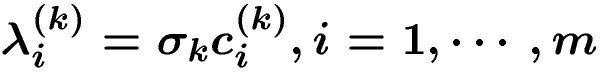 λ_i^{(k)} = σ_k c_i^{(k)}, i = 1, ⋯ , m